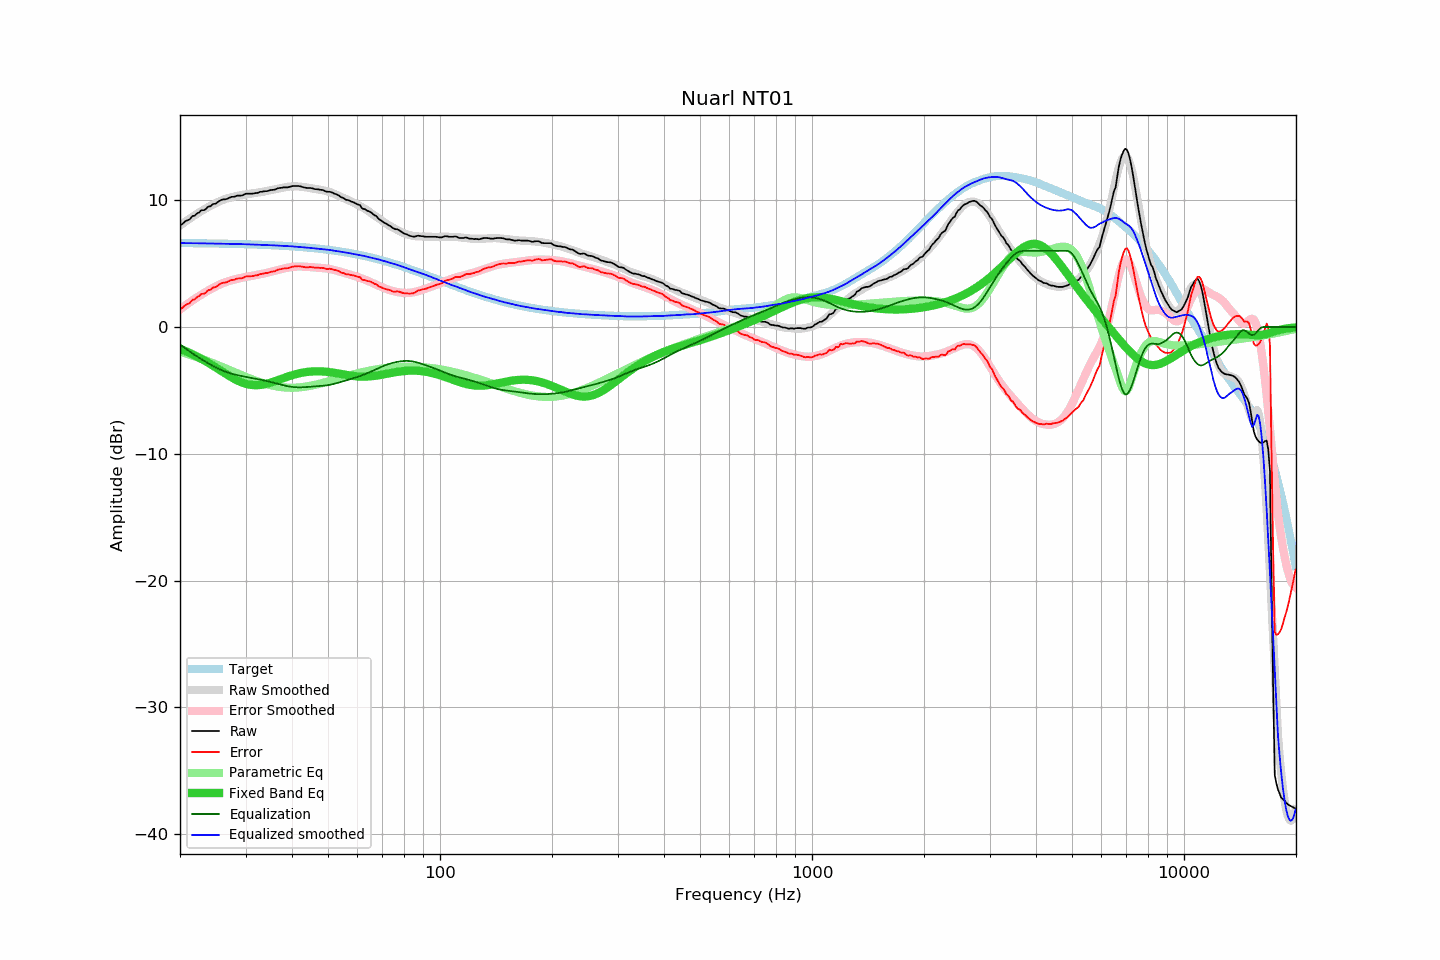 Nuarl NT01
10
0
−10
−20
−30
−40
Amplitude (dBr)
Target
Raw Smoothed
Error Smoothed
Raw
Error
Parametric Eq
Fixed Band Eq
Equalization
Equalized smoothed
100
1000
10000
Frequency (Hz)